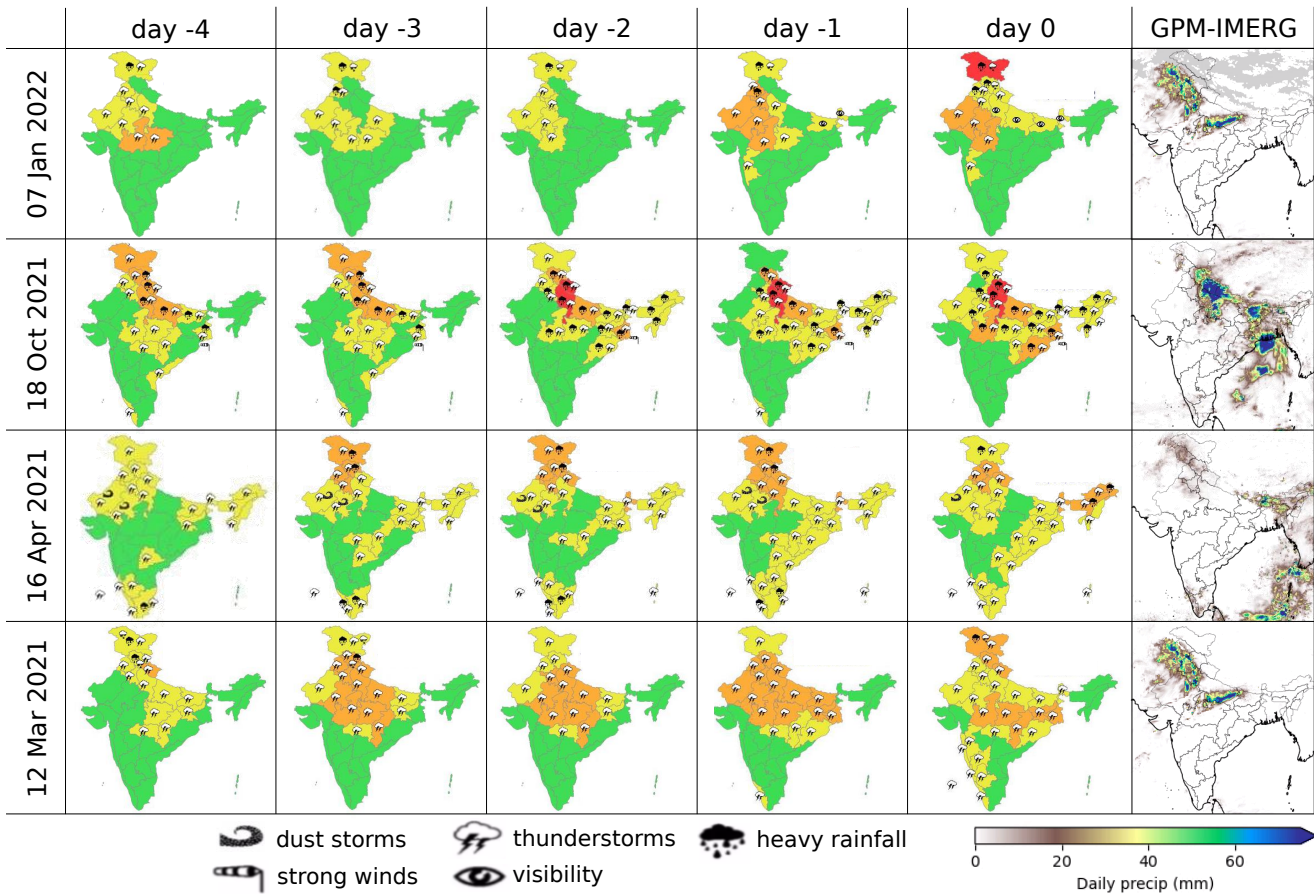 day -4 day -3 day -2 day -1 day 0 GPM-IMERG
07 Jan 2022
18 Oct 2021
16 Apr 2021
12 Mar 2021
dust storms thunderstorms heavy rainfall
strong winds visibility
0 20 40 60
Daily precip (mm)